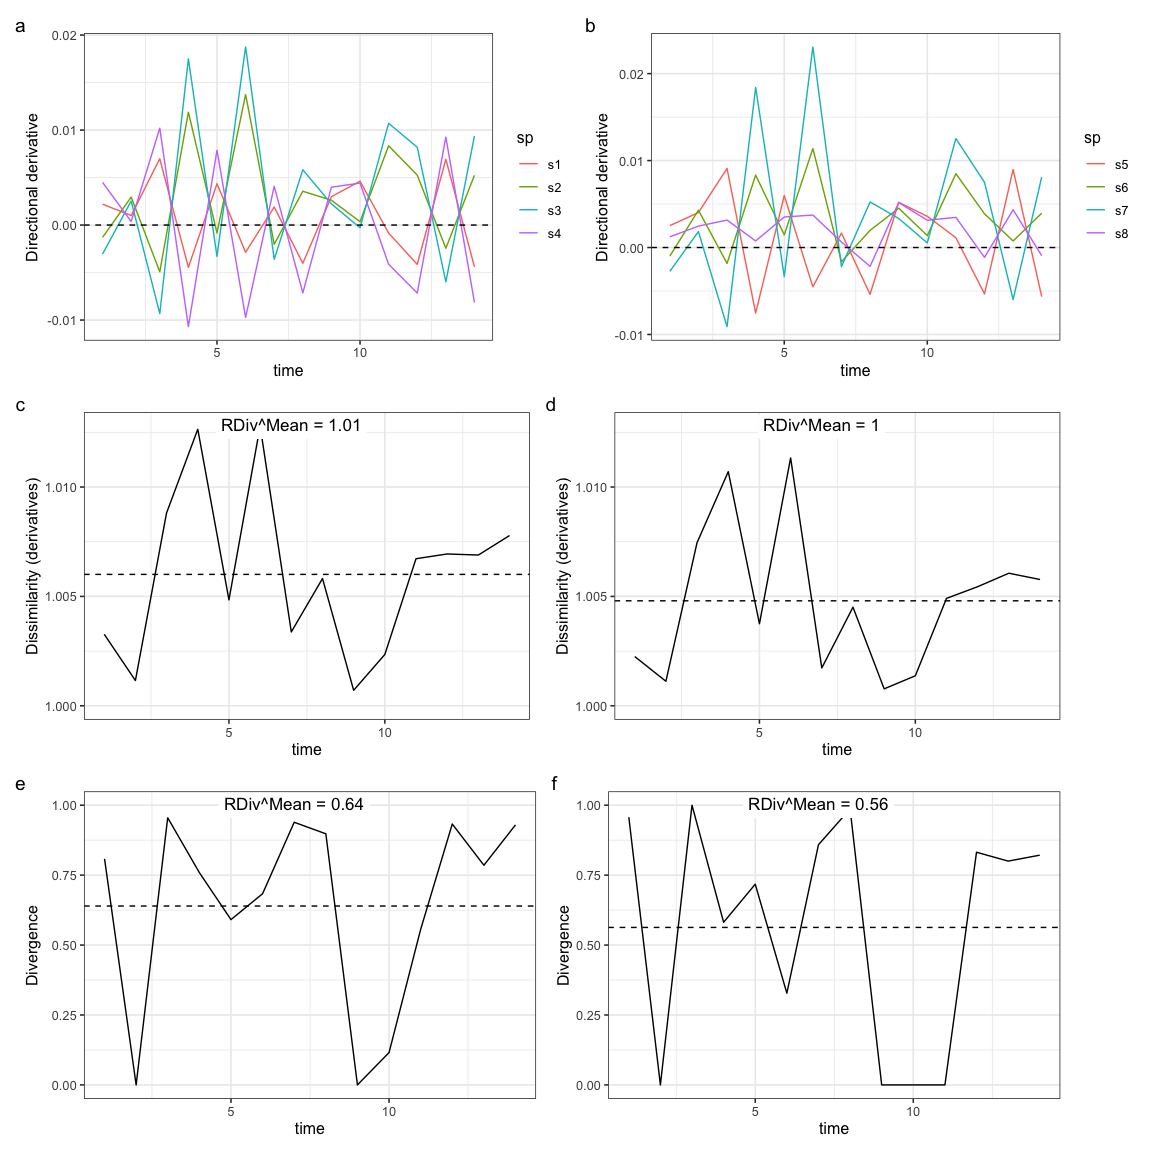 a
0.02
0.01
0.00
-0.01
Directional derivative
5
10
time
sp
s1
s2
s3
s4
b
0.02
0.01
0.00
-0.01
Directional derivative
5
10
time
sp
s5
s6
s7
s8
c
RDiv^Mean = 1.01
1.010
1.005
1.000
Dissimilarity (derivatives)
5
10
time
d
RDiv^Mean = 1
1.010
1.005
1.000
Dissimilarity (derivatives)
5
10
time
e
RDiv^Mean = 0.64
1.00
0.75
0.50
0.25
0.00
Divergence
5
10
time
f
RDiv^Mean = 0.56
1.00
0.75
0.50
0.25
0.00
Divergence
5
10
time